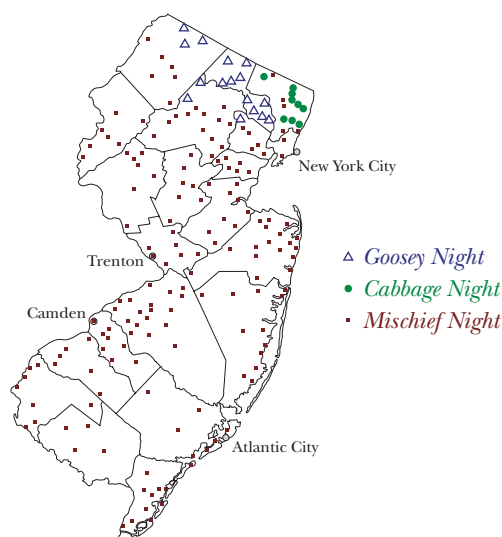 New York City
Trenton
Goosey Night
Cabbage Night
Camden
Mischief Night
Atlantic City